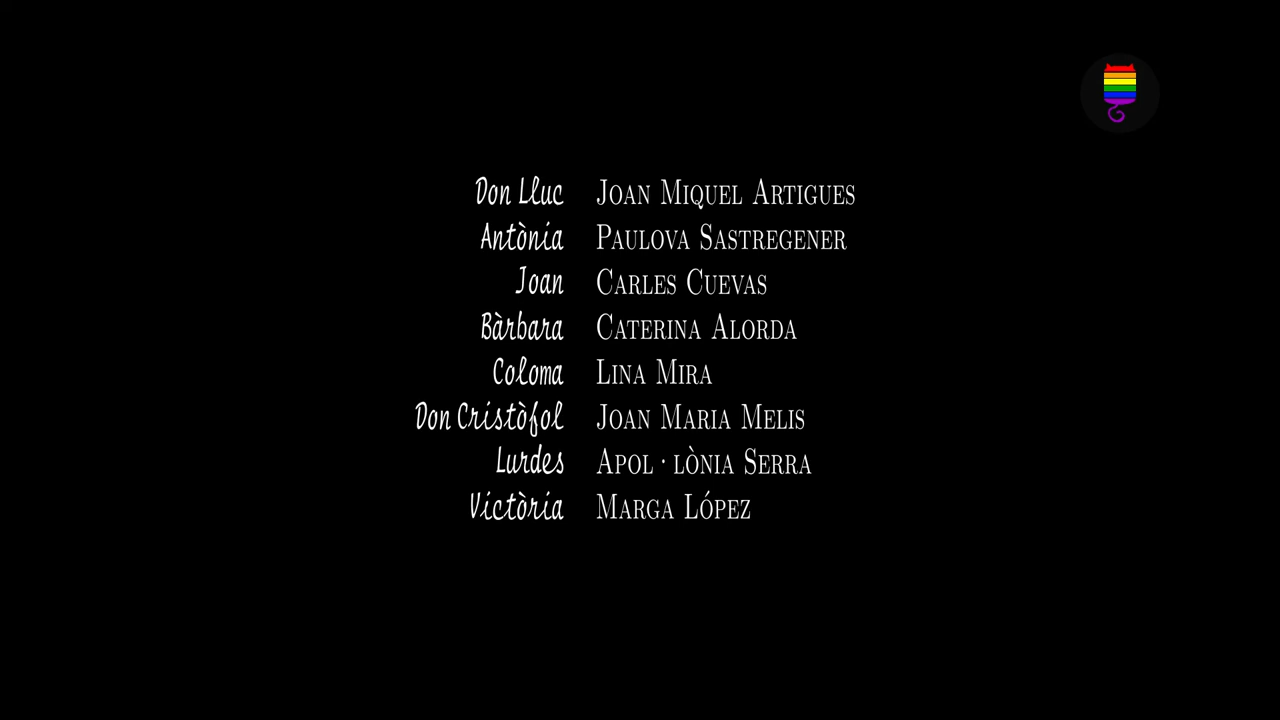 Don Lluc Joan Miquel Artigues
Antònia Paulova Sastregener
Joan Carles Cuevas
Bàrbara Caterina Alorda
Coloma Lina Mira
Don Cristòfol Joan Maria Melis
Lurdes Apol·lònia Serra
Victòria Marga López